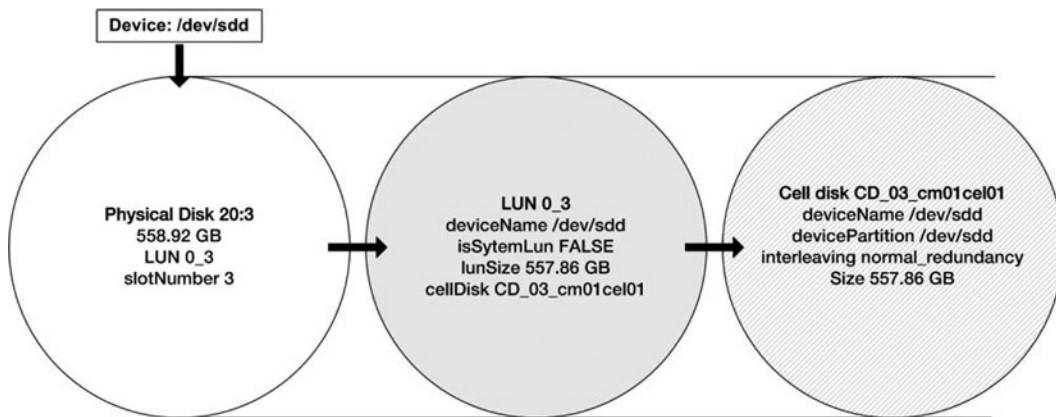 Device: /dev/sdd
Physical Disk 20:3
558.92 GB
LUN 0_3
slotNumber 3
LUN 0_3
deviceName /dev/sdd
isSytemLun FALSE
lunSize 557.86 GB
cellDisk CD_03_cm01cel01
Cell disk CD_03_cm01cel01
deviceName /dev/sdd
devicePartition /dev/sdd
interleaving normal_redundancy
Size 557.86 GB